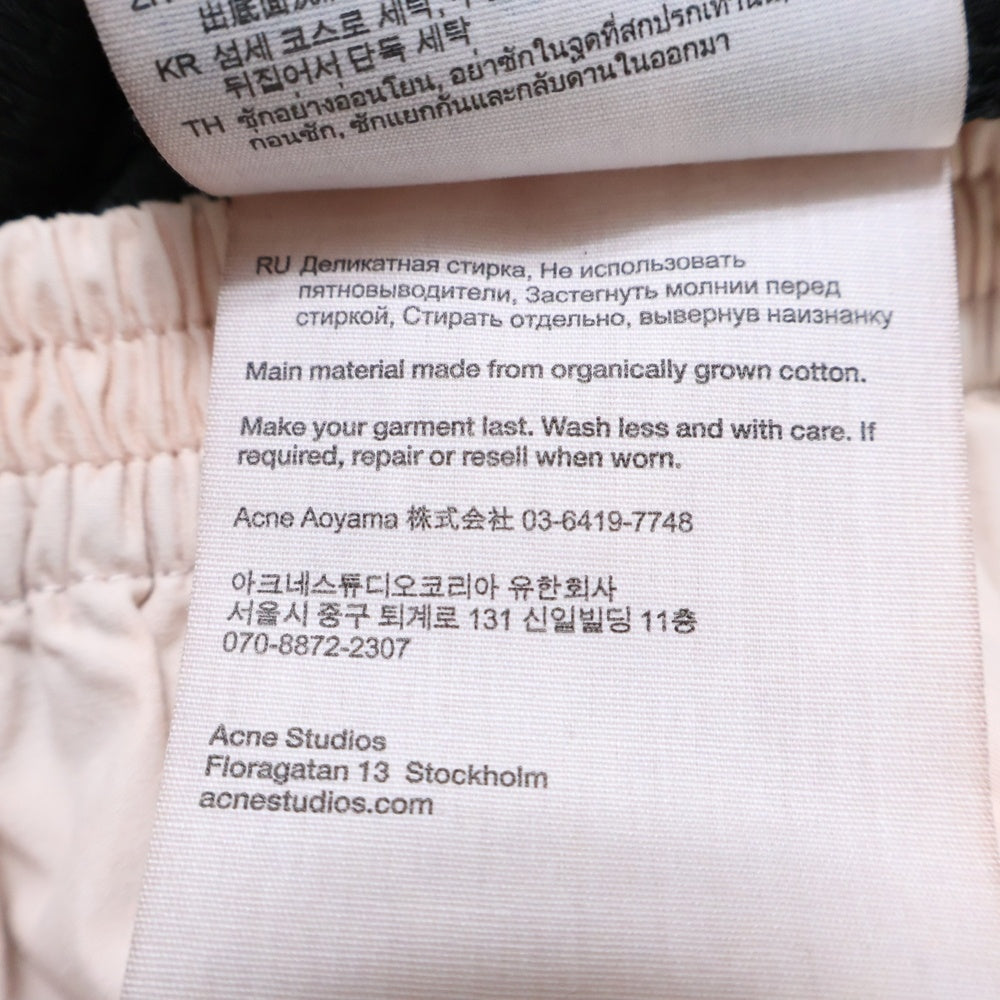 KR 섬세 코스로 세탁,
뒤집어서 단독 세탁
TH ซักอย่างอ่อนโยน, อย่าซักในจุดที่สกปรกเท่านั้น,
ถอนซัก, ซักแยกกันและกลับด้านในออกมา
RU Деликатная стирка, Не использовать
пятновыводители, Застегнуть молнии перед
стиркой, Стирать отдельно, вывернув наизнанку
Main material made from organically grown cotton.
Make your garment last. Wash less and with care. If
required, repair or resell when worn.
Acne Aoyama 株式会社 03-6419-7748
아크네스튜디오코리아 유한회사
서울시 중구 퇴계로 131 신일빌딩 11층
070-8872-2307
Acne Studios
Floragatan 13 Stockholm
acnestudios.com